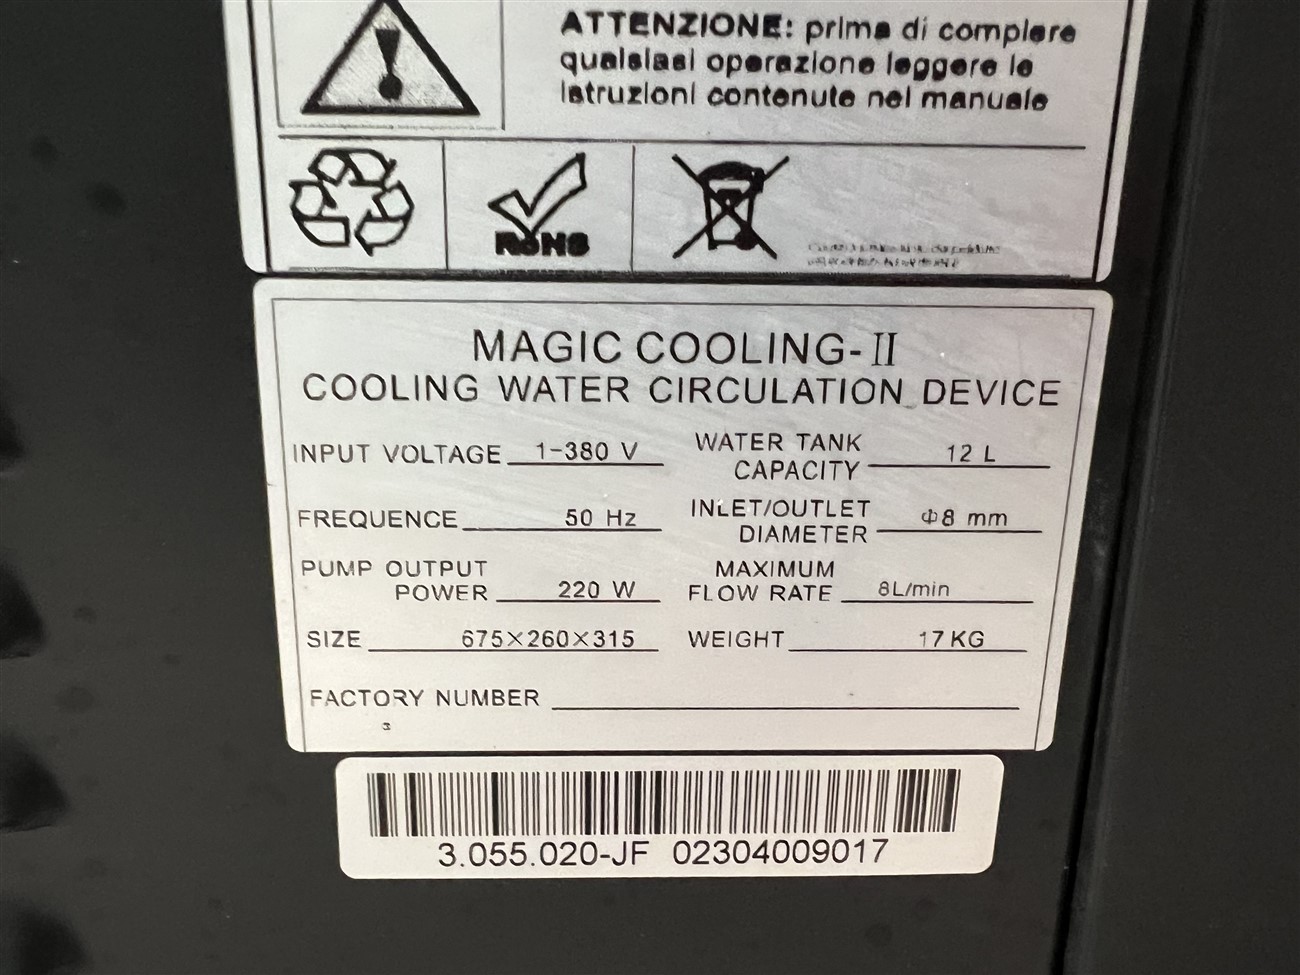 ATTENZIONE: prima di compiere
qualsiasi operazione leggere le
istruzioni contenute nel manuale
RoHS
MAGIC COOLING-II
COOLING WATER CIRCULATION DEVICE
INPUT VOLTAGE 1-380 V
WATER TANK
CAPACITY 12 L
FREQUENCE 50 Hz
INLET/OUTLET
DIAMETER Φ8 mm
PUMP OUTPUT
POWER 220 W
MAXIMUM
FLOW RATE 8L/min
SIZE 675×260×315
WEIGHT 17KG
FACTORY NUMBER
3
3.055.020-JF 02304009017